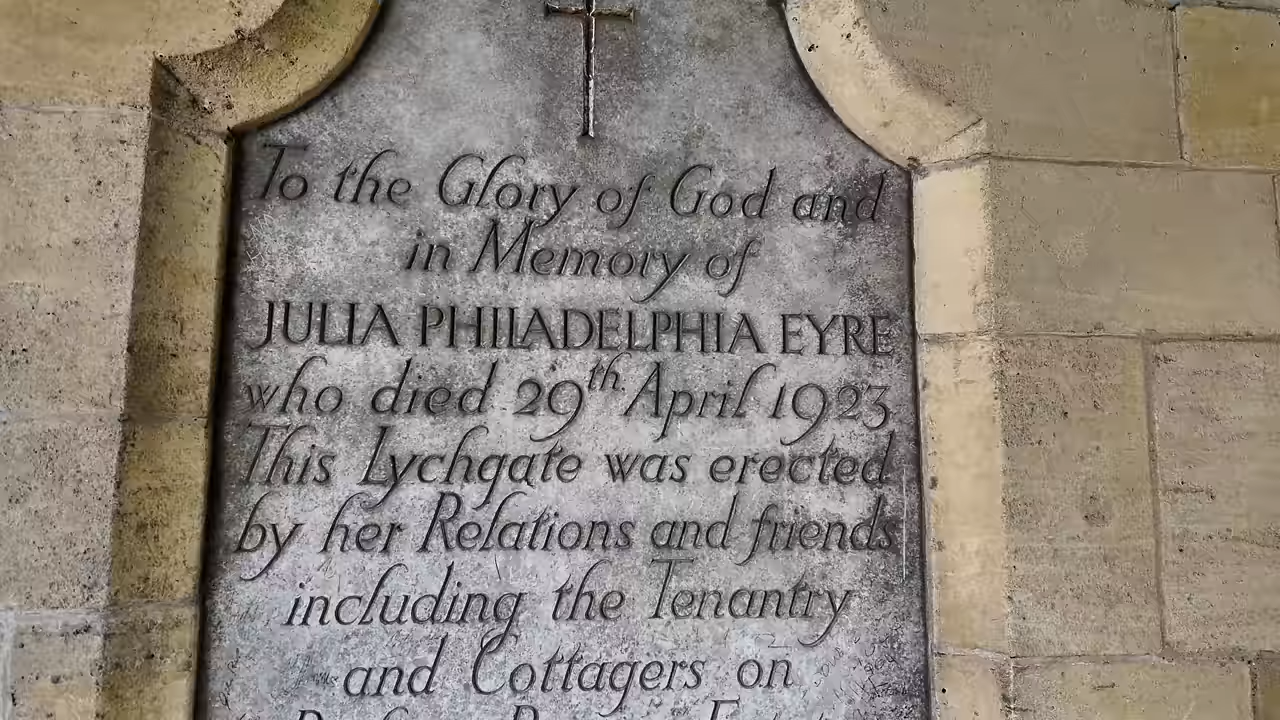 To the Glory of God and
in Memory of
JULIA PHILADELPHIA EYRE
who died 29th April 1923
This Lychgate was erected
by her Relations and friends
including the Tenantry
and Cottagers on